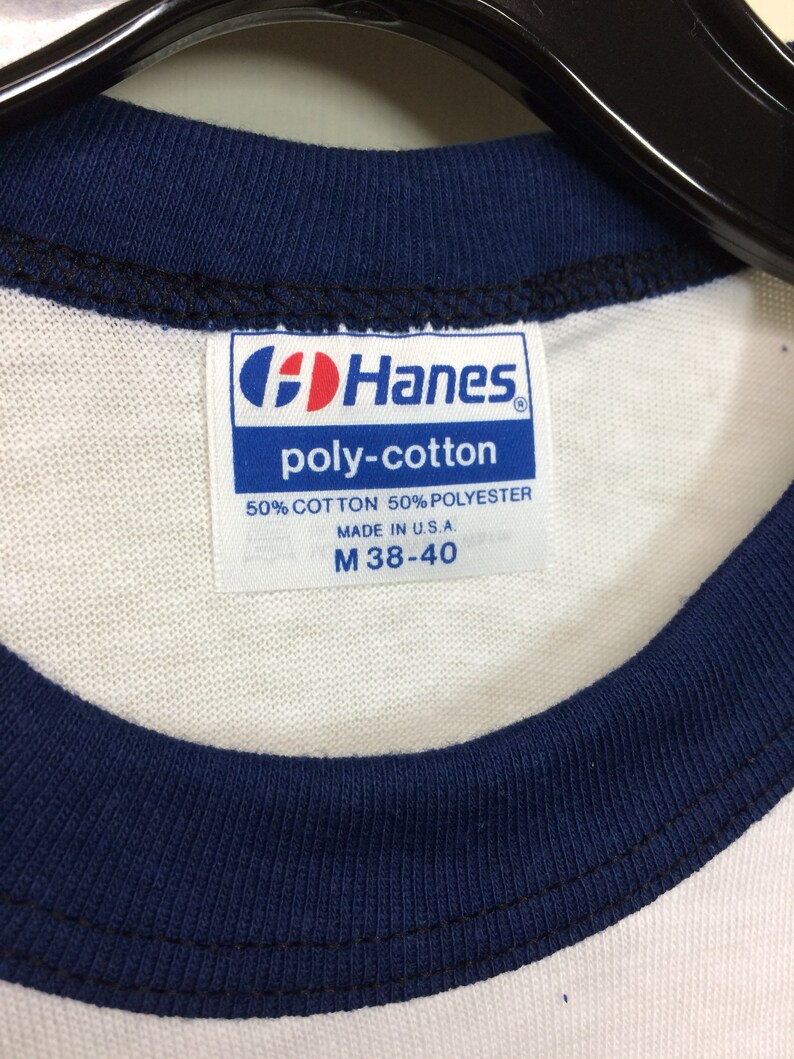 Hanes®
poly-cotton
50% COTTON 50% POLYESTER
MADE IN U.S.A.
M 38-40